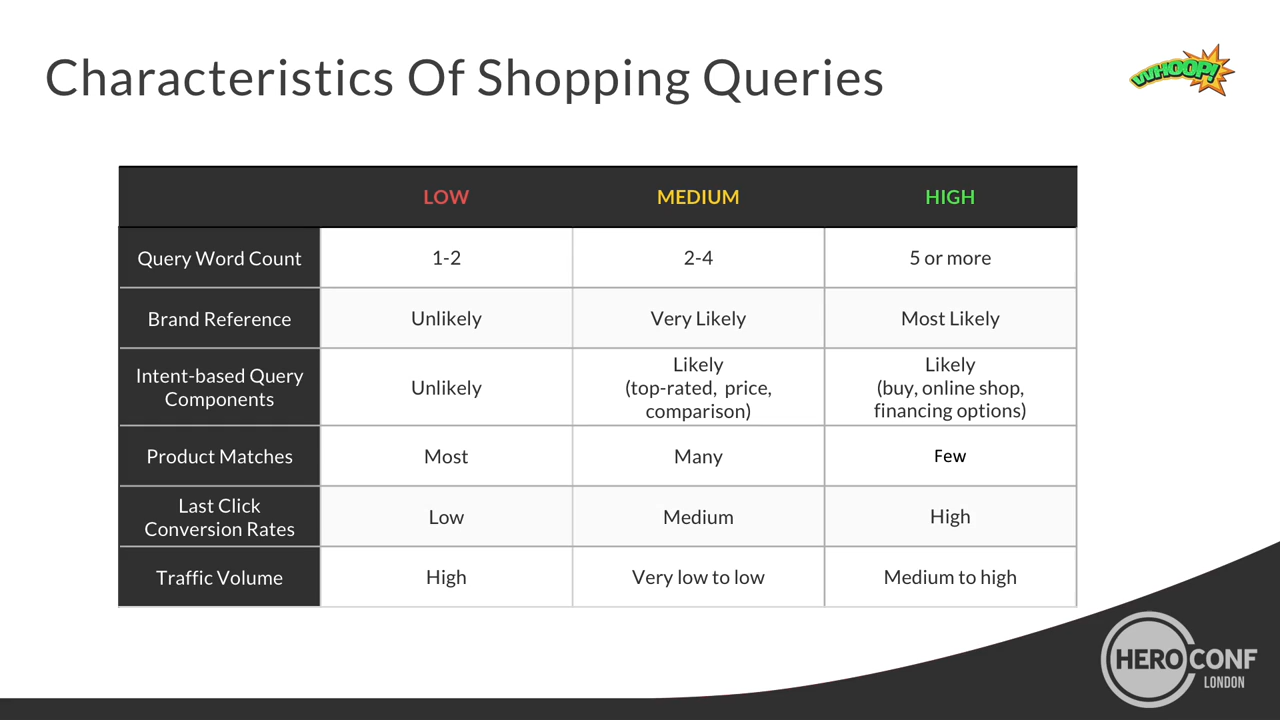 Characteristics Of Shopping Queries
WHOOP!
LOW MEDIUM HIGH
Query Word Count 1-2 2-4 5 or more
Brand Reference Unlikely Very Likely Most Likely
Intent-based Query
Components
Unlikely
Likely
(top-rated, price,
comparison)
Likely
(buy, online shop,
financing options)
Product Matches Most Many Few
Last Click
Conversion Rates
Low Medium High
Traffic Volume High Very low to low Medium to high
HEROCONF
LONDON